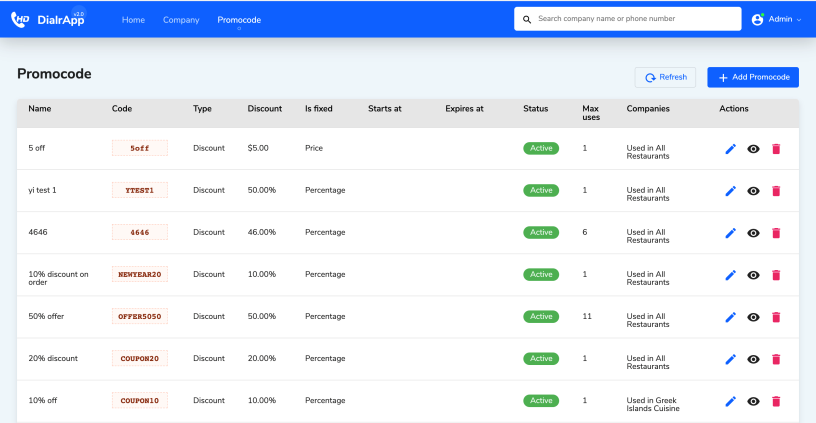 HD DialrApp v2.0 Home Company Promocode Search company name or phone number Admin
Promocode Refresh Add Promocode
Name Code Type Discount Is fixed Starts at Expires at Status Max uses Companies Actions
5 off 5off Discount $5.00 Price Active 1 Used in All Restaurants
yi test 1 YTEST1 Discount 50.00% Percentage Active 1 Used in All Restaurants
4646 4646 Discount 46.00% Percentage Active 6 Used in All Restaurants
10% discount on order NEWYEAR20 Discount 10.00% Percentage Active 1 Used in All Restaurants
50% offer OFFER5050 Discount 50.00% Percentage Active 11 Used in All Restaurants
20% discount COUPON20 Discount 20.00% Percentage Active 1 Used in All Restaurants
10% off COUPON10 Discount 10.00% Percentage Active 1 Used in Greek Islands Cuisine